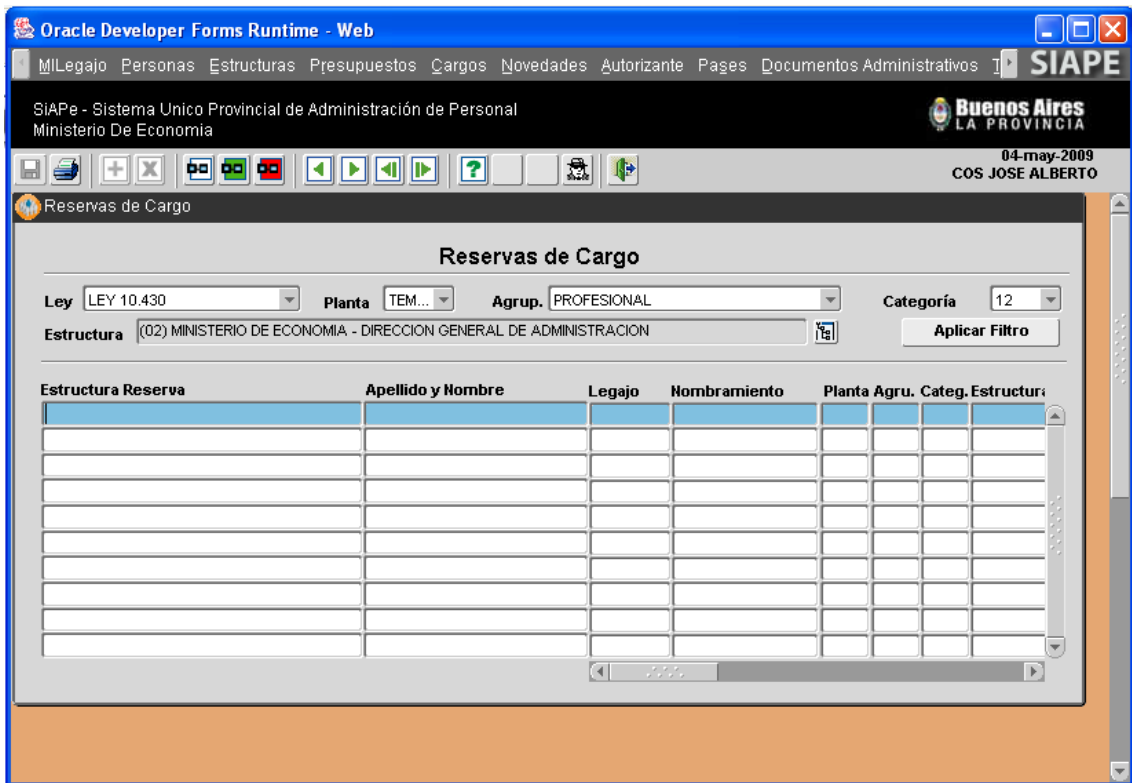 Oracle Developer Forms Runtime - Web
MILegajo Personas Estructuras Presupuestos Cargos Novedades Autorizante Pases Documentos Administrativos T SIAPE
SiAPe - Sistema Unico Provincial de Administración de Personal
Ministerio De Economia
Buenos Aires
LA PROVINCIA
04-may-2009
COS JOSE ALBERTO
Reservas de Cargo
Reservas de Cargo
Ley LEY 10.430 Planta TEM... Agrup. PROFESIONAL Categoría 12
Estructura (02) MINISTERIO DE ECONOMIA - DIRECCION GENERAL DE ADMINISTRACION Aplicar Filtro
Estructura Reserva Apellido y Nombre Legajo Nombramiento Planta Agru. Categ. Estructura